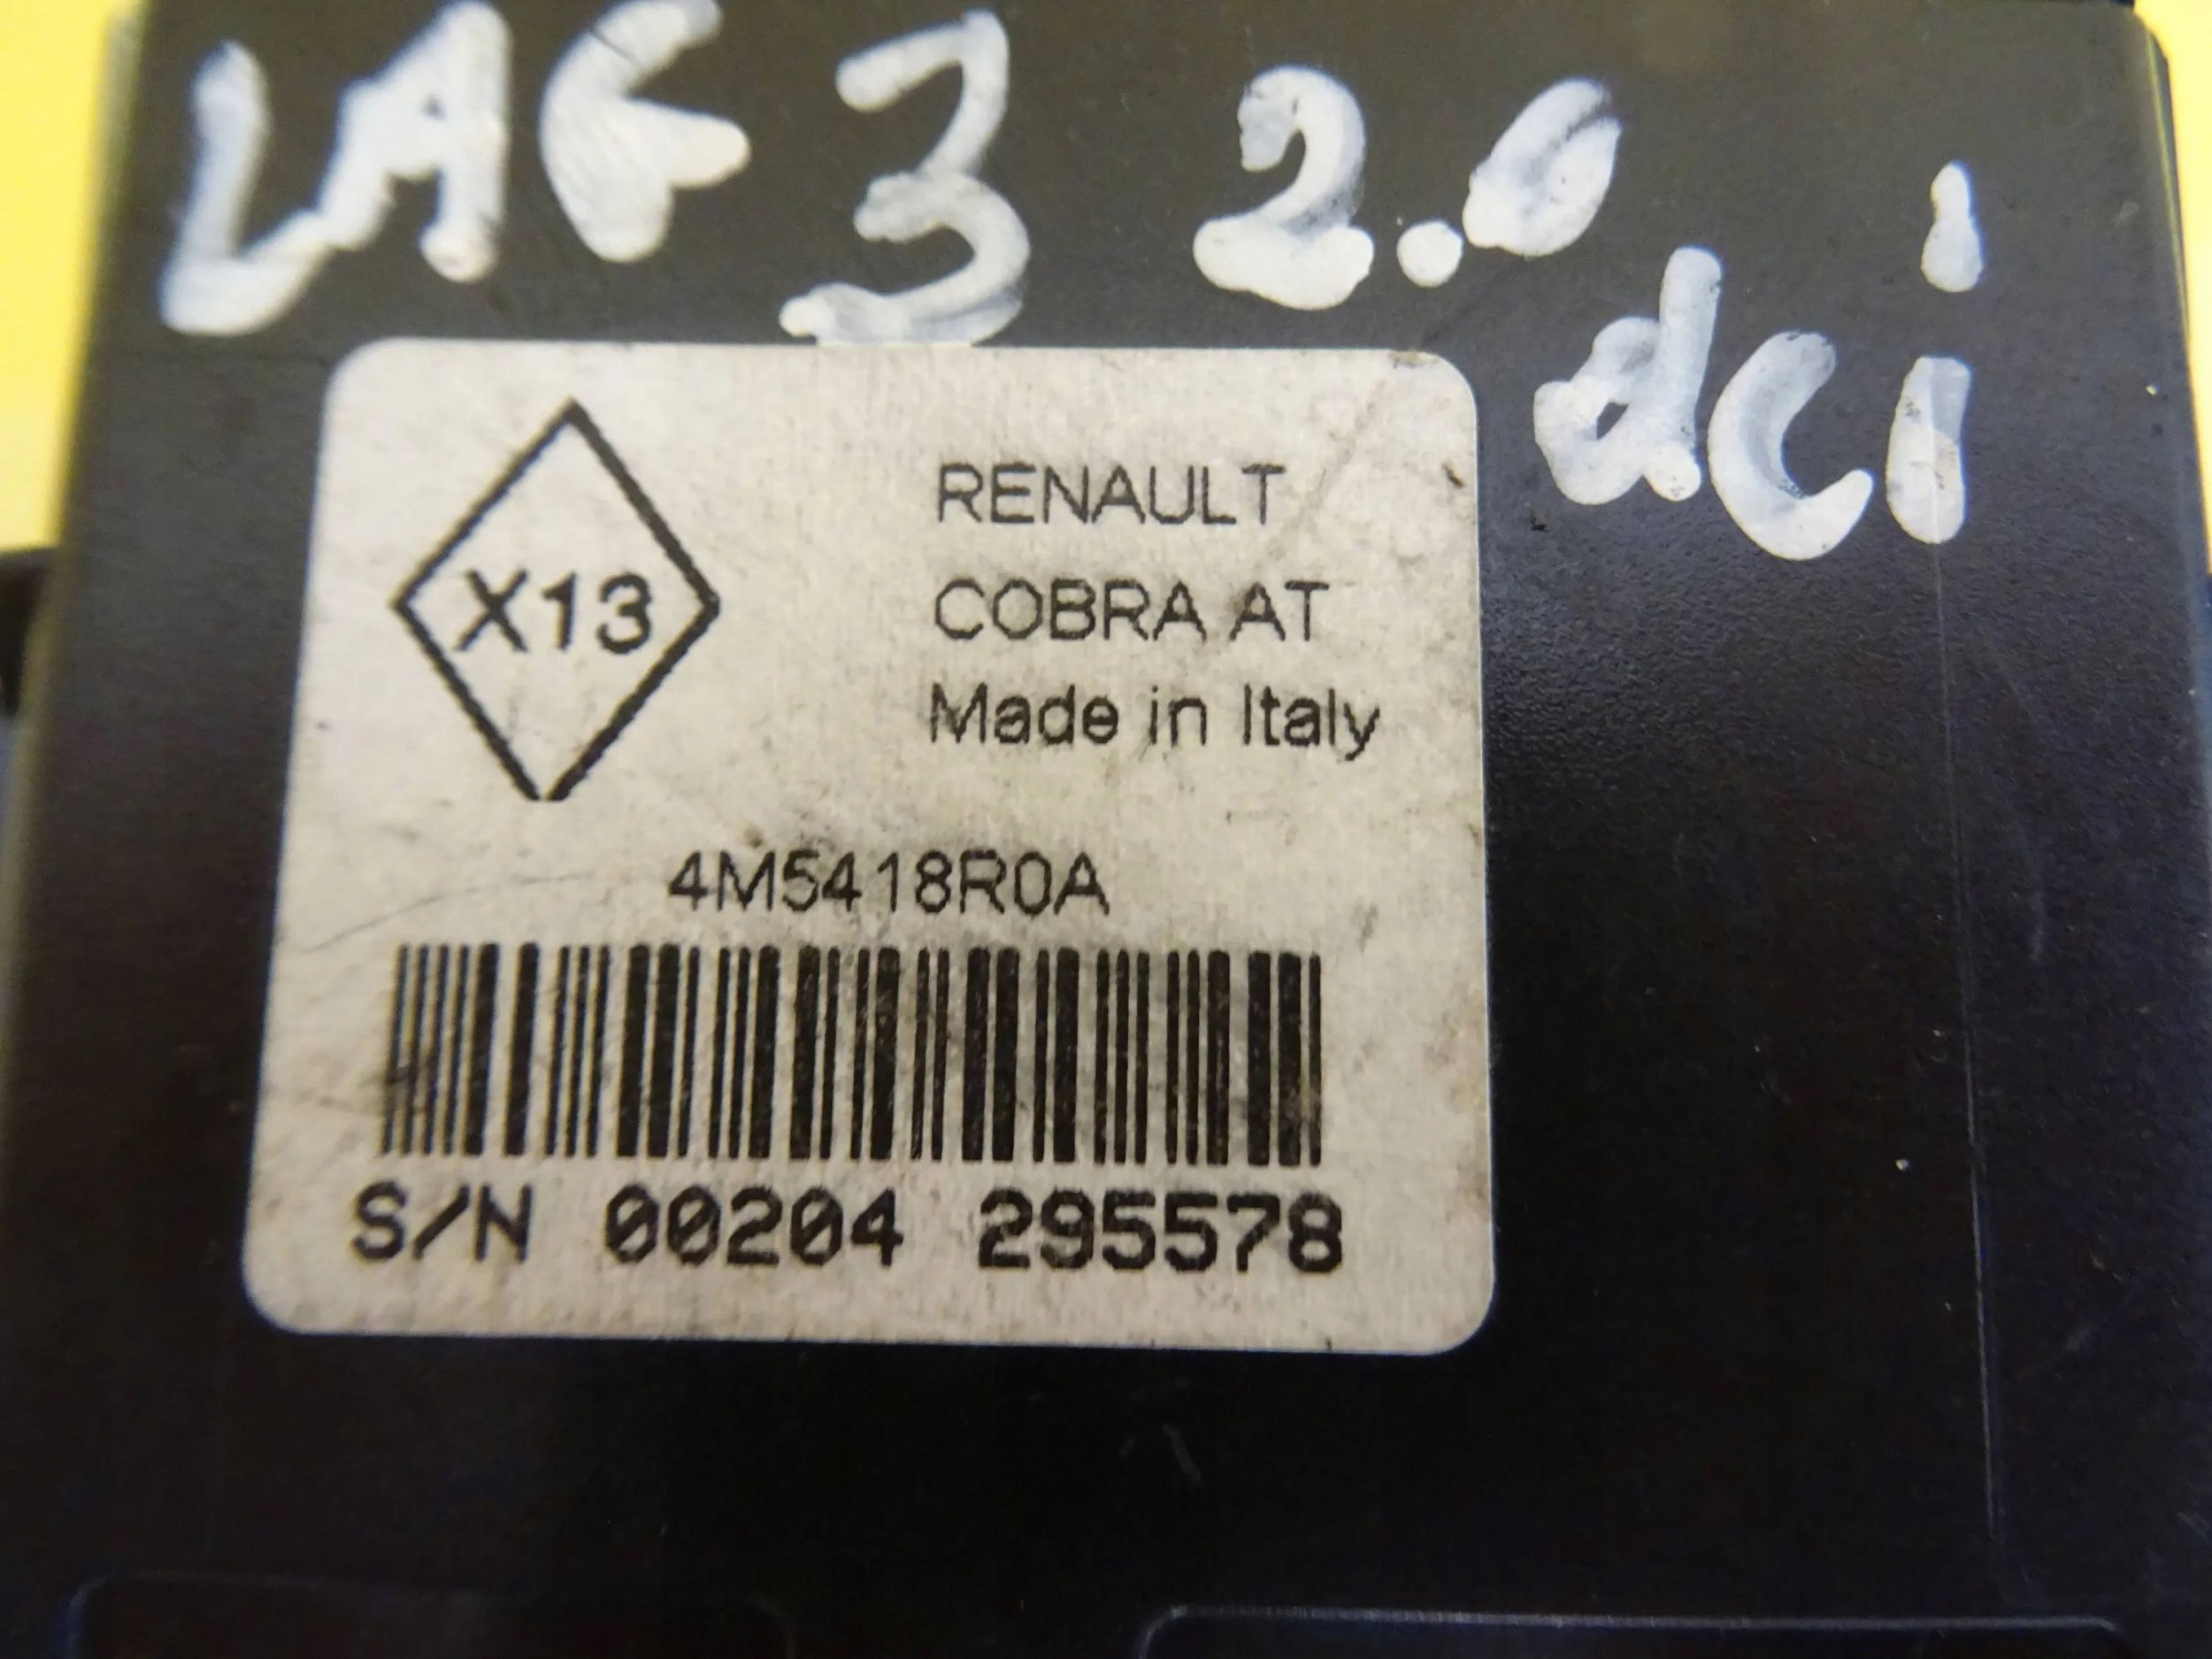 LAG 3 2.0
dci
X13
RENAULT
COBRA AT
Made in Italy
4M5418R0A
S/N 00204 295578